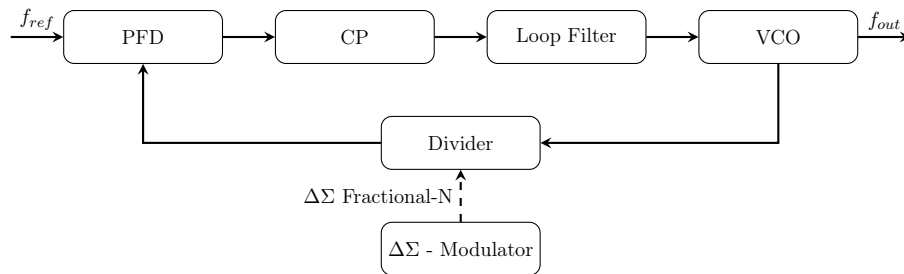 f_ref
PFD
CP
Loop Filter
VCO
f_out
Divider
ΔΣ Fractional-N
ΔΣ - Modulator